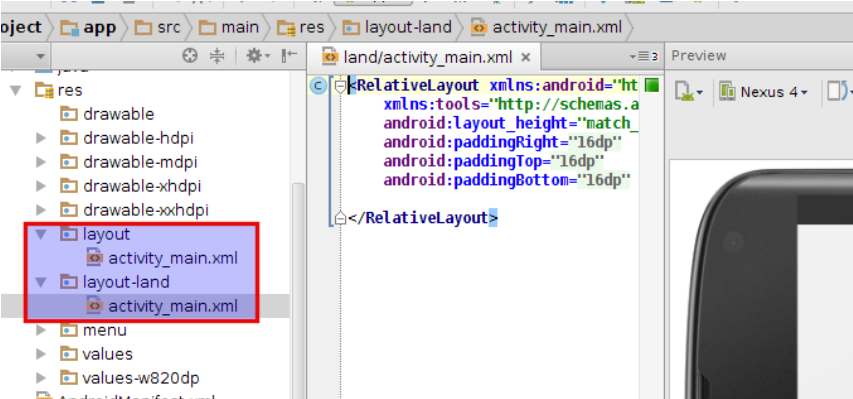 oject app src main res layout-land activity_main.xml
land/activity_main.xml 3 Preview
res
drawable
drawable-hdpi
drawable-mdpi
drawable-xhdpi
drawable-xxhdpi
layout
activity_main.xml
layout-land
activity_main.xml
menu
values
values-w820dp
AndroidManifest.xml
C <RelativeLayout xmlns:android="ht
xmlns:tools="http://schemas.a
android:layout_height="match_
android:paddingRight="16dp"
android:paddingTop="16dp"
android:paddingBottom="16dp"
</RelativeLayout>
Nexus 4